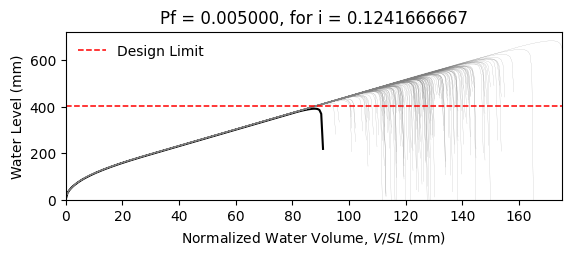 Pf = 0.005000, for i = 0.1241666667
Design Limit
Water Level (mm)
600
400
200
0
0 20 40 60 80 100 120 140 160
Normalized Water Volume, V/SL (mm)